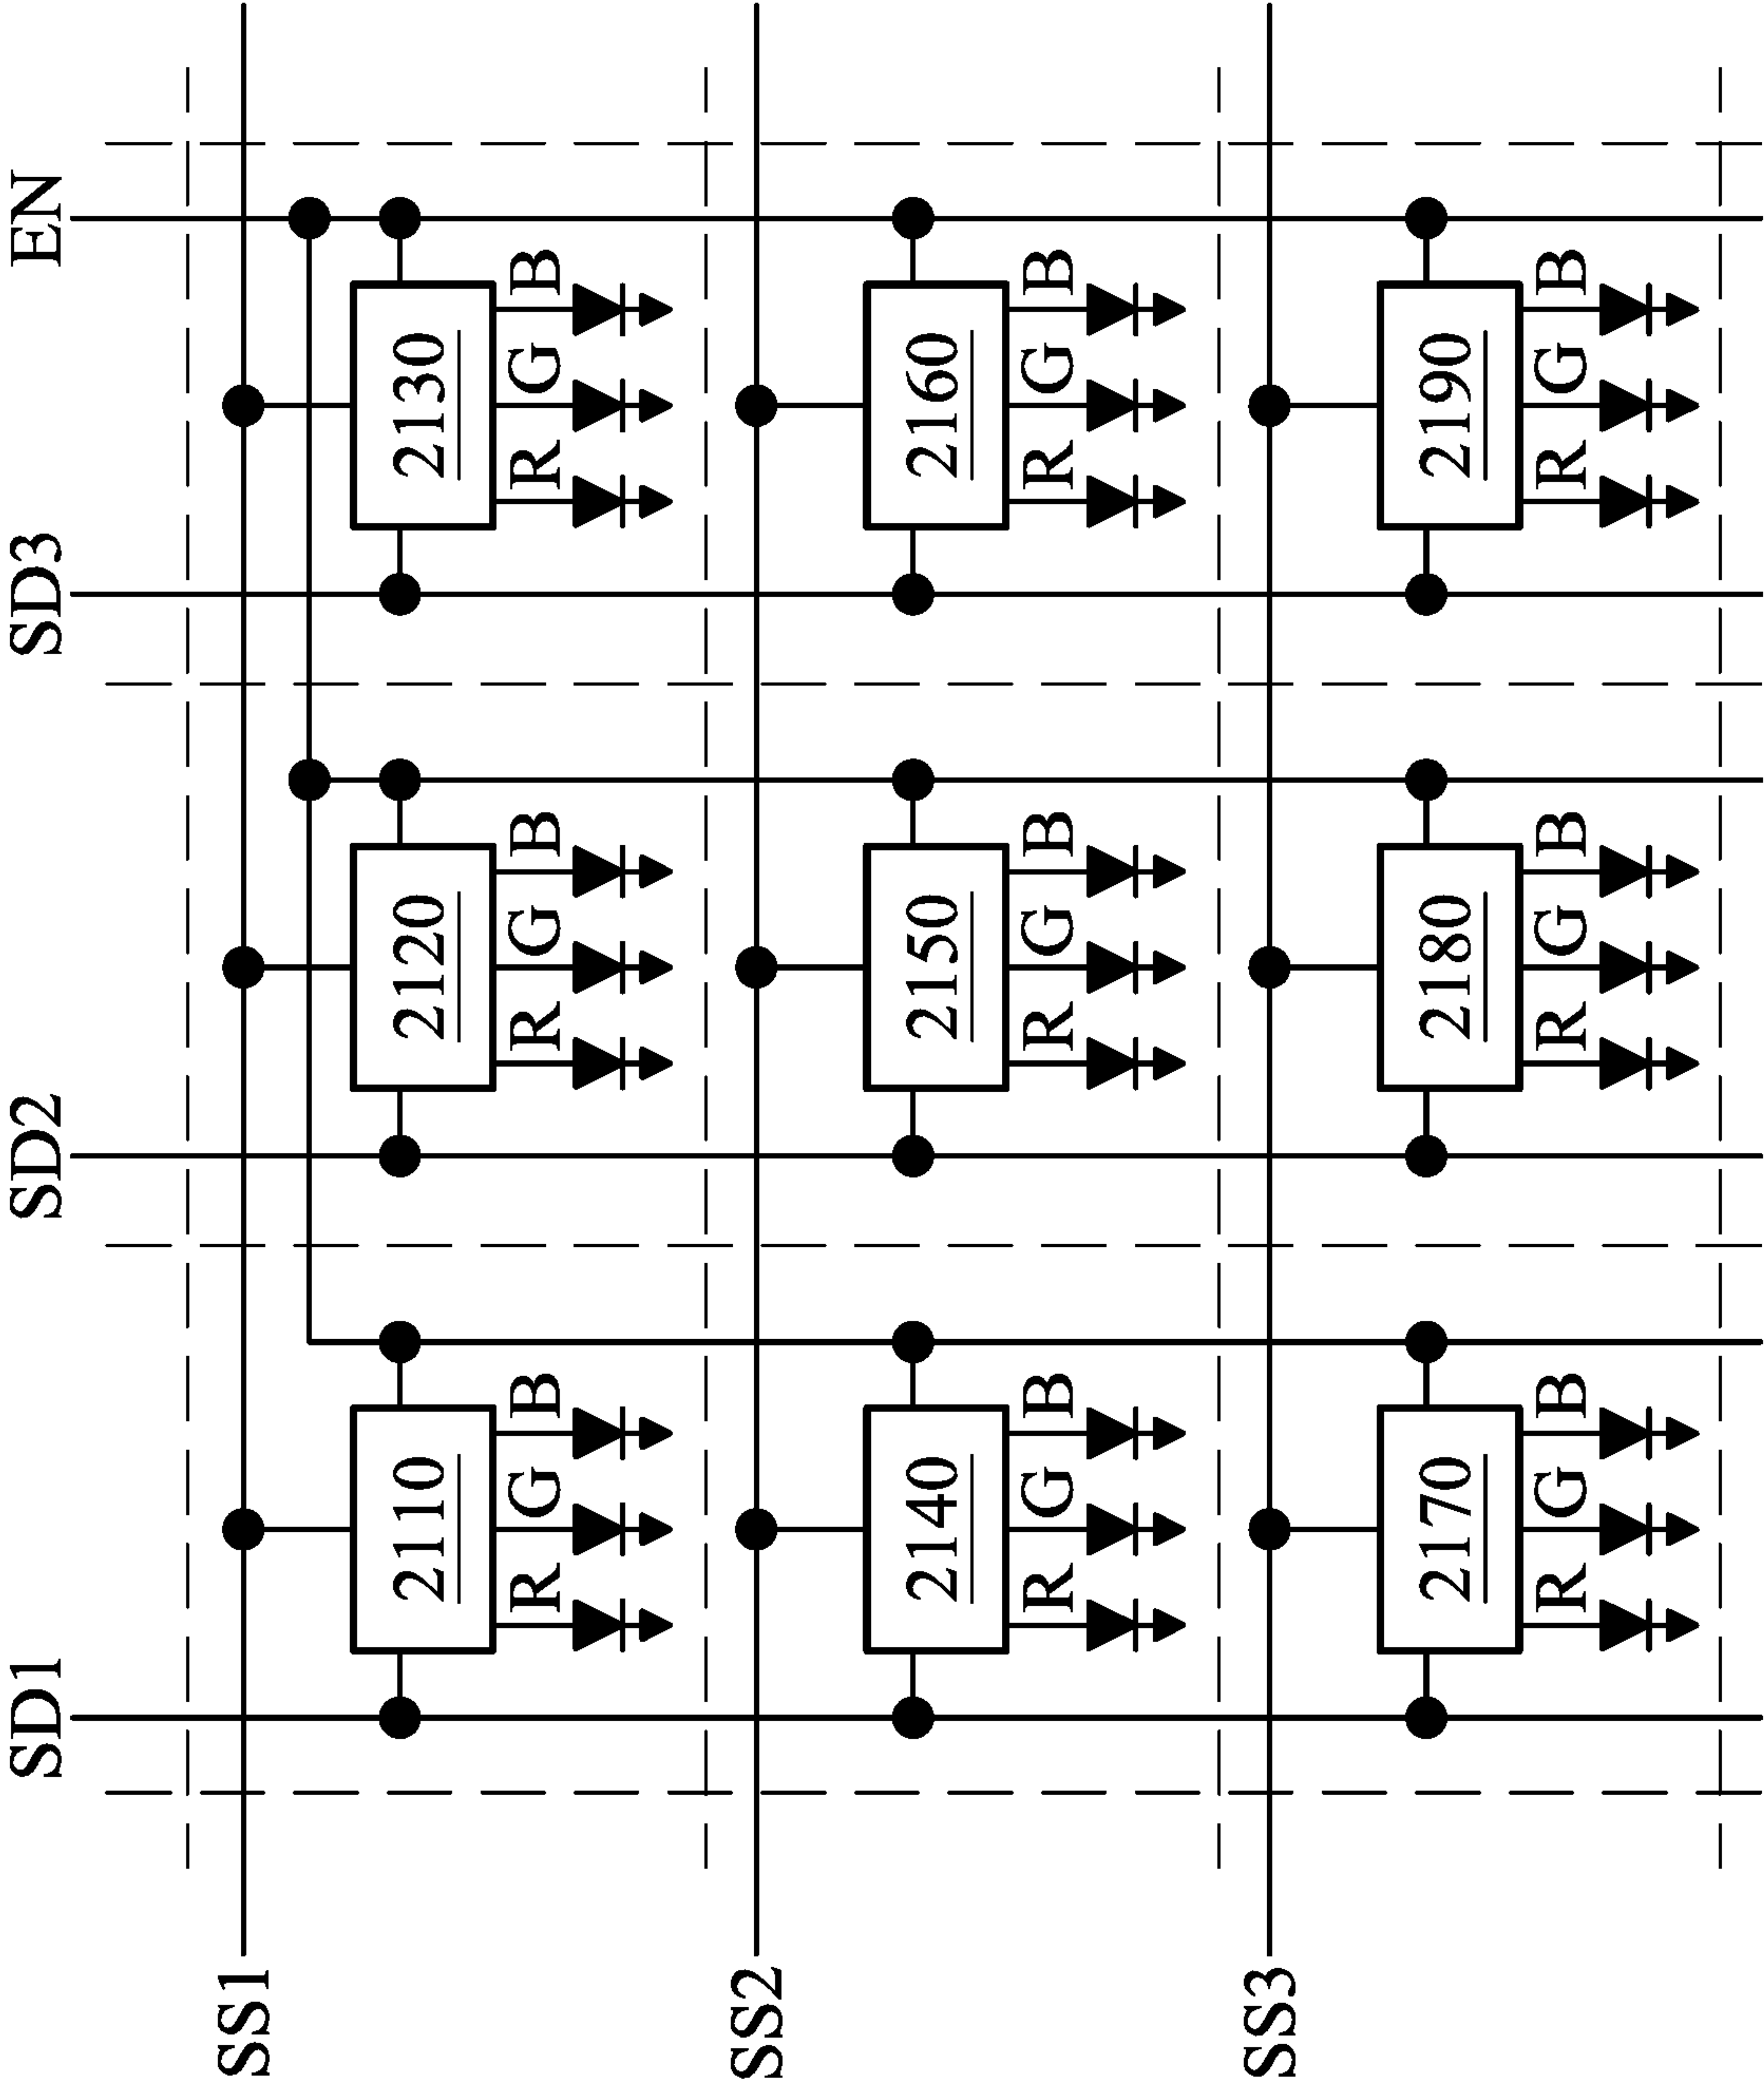 SD1 SD2 SD3 EN
SS1
2110 2120 2130
R G B R G B R G B
SS2
2140 2150 2160
R G B R G B R G B
SS3
2170 2180 2190
R G B R G B R G B